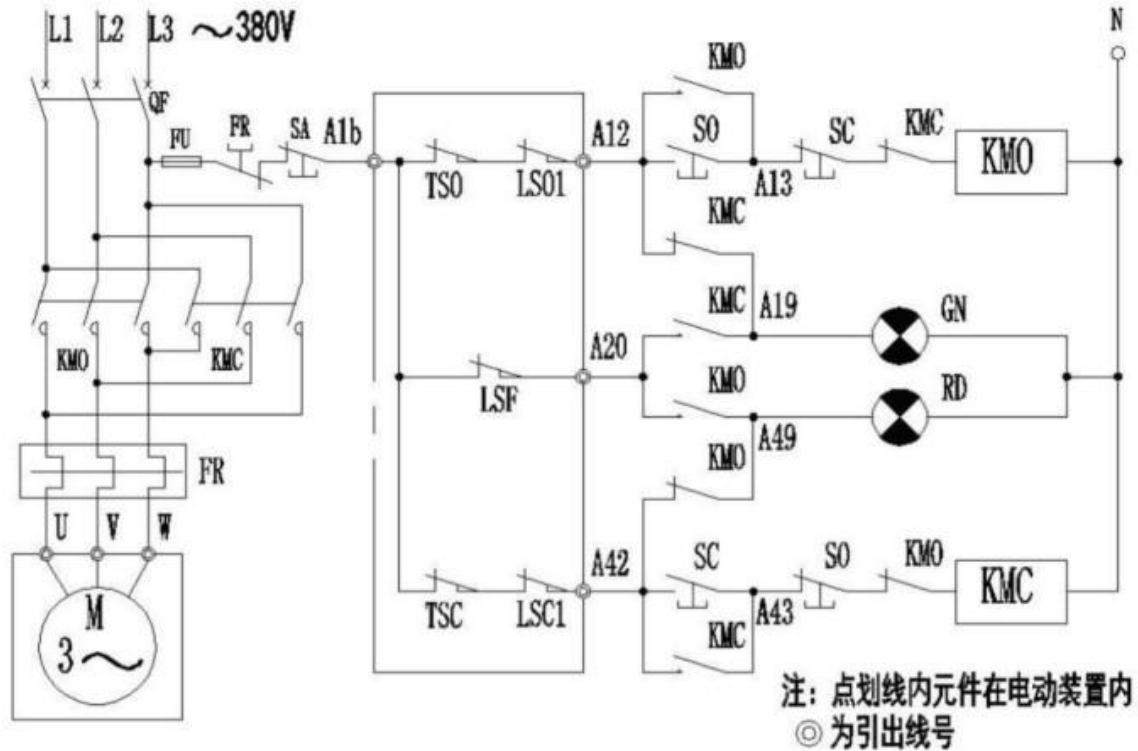 L1 L2 L3 ～380V
N
QF
FU FR SA A1b
TSO LSO1
A12
KMO
SO
A13
SC
KMC
KMO
KMC
KMC
A19
GN
A20
LSF
KMO
RD
A49
KMO
KMO
KMC
FR
U V W
M
3～
TSC LSC1
A42
SC
A43
SO
KMO
KMC
KMC
注：点划线内元件在电动装置内
◎为引出线号